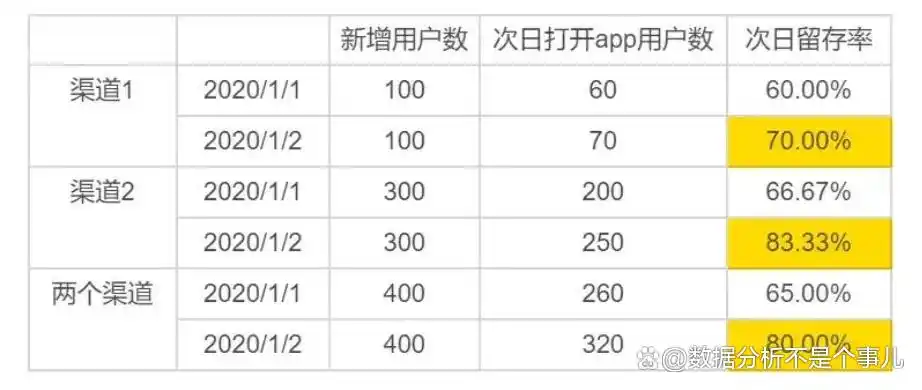 新增用户数 次日打开app用户数 次日留存率
渠道1 2020/1/1 100 60 60.00%
2020/1/2 100 70 70.00%
渠道2 2020/1/1 300 200 66.67%
2020/1/2 300 250 83.33%
两个渠道 2020/1/1 400 260 65.00%
2020/1/2 400 320 80.00%
@数据分析不是个事儿